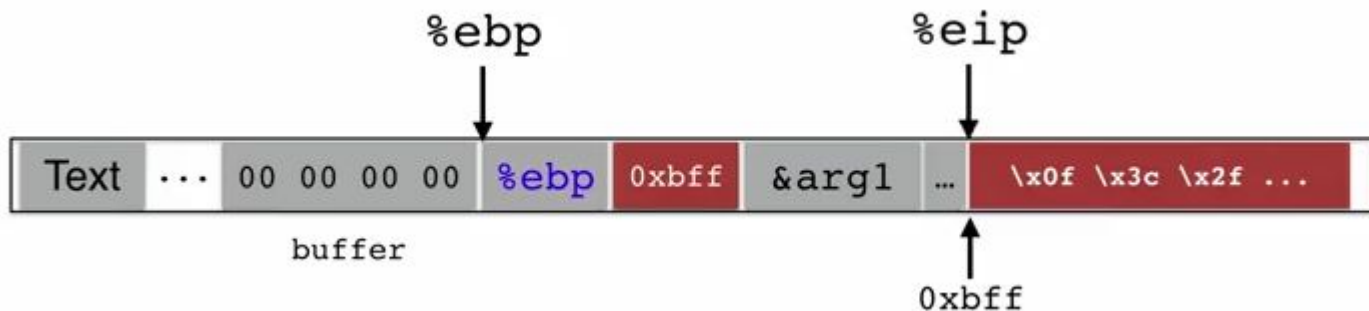 %ebp %eip
Text ... 00 00 00 00 %ebp 0xbff &arg1 ... \x0f \x3c \x2f ...
buffer
0xbff